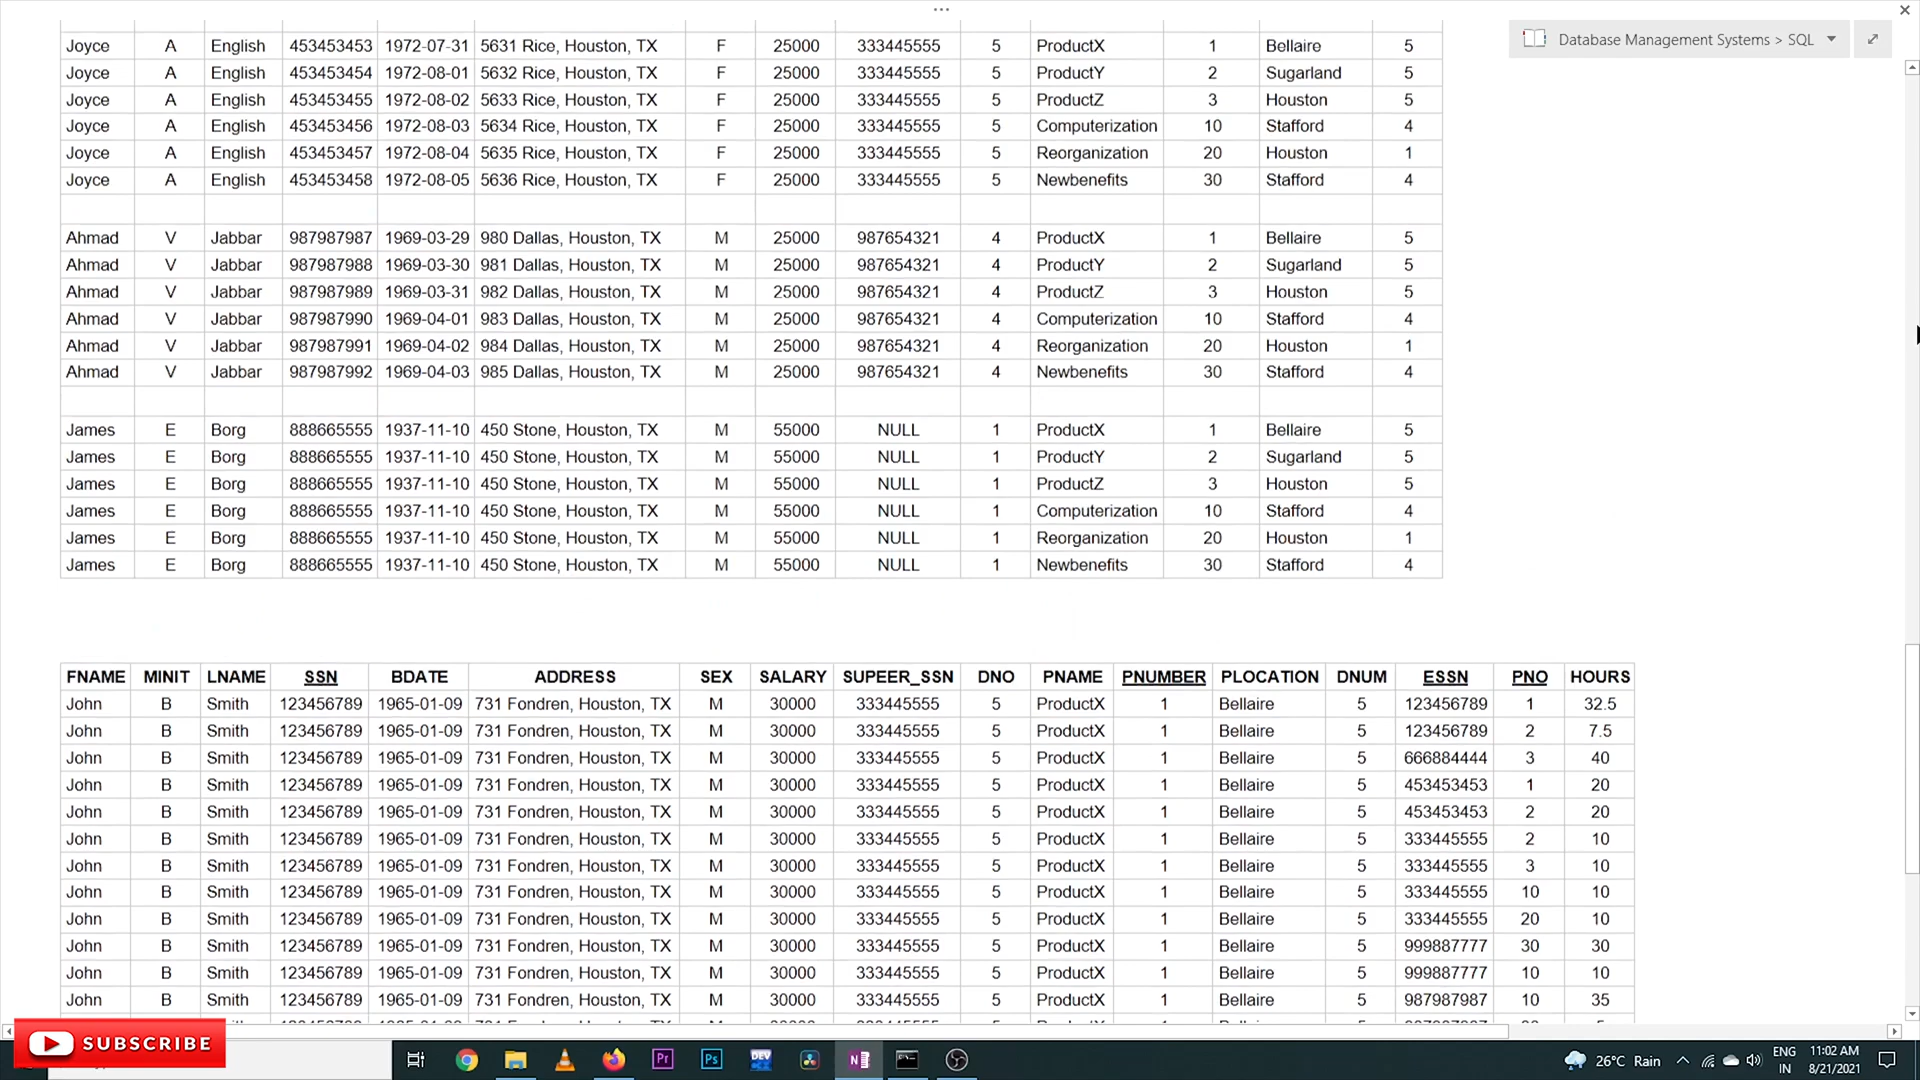 ...
Database Management Systems > SQL
Joyce A English 453453453 1972-07-31 5631 Rice, Houston, TX F 25000 333445555 5 ProductX 1 Bellaire 5
Joyce A English 453453454 1972-08-01 5632 Rice, Houston, TX F 25000 333445555 5 ProductY 2 Sugarland 5
Joyce A English 453453455 1972-08-02 5633 Rice, Houston, TX F 25000 333445555 5 ProductZ 3 Houston 5
Joyce A English 453453456 1972-08-03 5634 Rice, Houston, TX F 25000 333445555 5 Computerization 10 Stafford 4
Joyce A English 453453457 1972-08-04 5635 Rice, Houston, TX F 25000 333445555 5 Reorganization 20 Houston 1
Joyce A English 453453458 1972-08-05 5636 Rice, Houston, TX F 25000 333445555 5 Newbenefits 30 Stafford 4
Ahmad V Jabbar 987987987 1969-03-29 980 Dallas, Houston, TX M 25000 987654321 4 ProductX 1 Bellaire 5
Ahmad V Jabbar 987987988 1969-03-30 981 Dallas, Houston, TX M 25000 987654321 4 ProductY 2 Sugarland 5
Ahmad V Jabbar 987987989 1969-03-31 982 Dallas, Houston, TX M 25000 987654321 4 ProductZ 3 Houston 5
Ahmad V Jabbar 987987990 1969-04-01 983 Dallas, Houston, TX M 25000 987654321 4 Computerization 10 Stafford 4
Ahmad V Jabbar 987987991 1969-04-02 984 Dallas, Houston, TX M 25000 987654321 4 Reorganization 20 Houston 1
Ahmad V Jabbar 987987992 1969-04-03 985 Dallas, Houston, TX M 25000 987654321 4 Newbenefits 30 Stafford 4
James E Borg 888665555 1937-11-10 450 Stone, Houston, TX M 55000 NULL 1 ProductX 1 Bellaire 5
James E Borg 888665555 1937-11-10 450 Stone, Houston, TX M 55000 NULL 1 ProductY 2 Sugarland 5
James E Borg 888665555 1937-11-10 450 Stone, Houston, TX M 55000 NULL 1 ProductZ 3 Houston 5
James E Borg 888665555 1937-11-10 450 Stone, Houston, TX M 55000 NULL 1 Computerization 10 Stafford 4
James E Borg 888665555 1937-11-10 450 Stone, Houston, TX M 55000 NULL 1 Reorganization 20 Houston 1
James E Borg 888665555 1937-11-10 450 Stone, Houston, TX M 55000 NULL 1 Newbenefits 30 Stafford 4
FNAME MINIT LNAME SSN BDATE ADDRESS SEX SALARY SUPEER_SSN DNO PNAME PNUMBER PLOCATION DNUM ESSN PNO HOURS
John B Smith 123456789 1965-01-09 731 Fondren, Houston, TX M 30000 333445555 5 ProductX 1 Bellaire 5 123456789 1 32.5
John B Smith 123456789 1965-01-09 731 Fondren, Houston, TX M 30000 333445555 5 ProductX 1 Bellaire 5 123456789 2 7.5
John B Smith 123456789 1965-01-09 731 Fondren, Houston, TX M 30000 333445555 5 ProductX 1 Bellaire 5 666884444 3 40
John B Smith 123456789 1965-01-09 731 Fondren, Houston, TX M 30000 333445555 5 ProductX 1 Bellaire 5 453453453 1 20
John B Smith 123456789 1965-01-09 731 Fondren, Houston, TX M 30000 333445555 5 ProductX 1 Bellaire 5 453453453 2 20
John B Smith 123456789 1965-01-09 731 Fondren, Houston, TX M 30000 333445555 5 ProductX 1 Bellaire 5 333445555 2 10
John B Smith 123456789 1965-01-09 731 Fondren, Houston, TX M 30000 333445555 5 ProductX 1 Bellaire 5 333445555 3 10
John B Smith 123456789 1965-01-09 731 Fondren, Houston, TX M 30000 333445555 5 ProductX 1 Bellaire 5 333445555 10 10
John B Smith 123456789 1965-01-09 731 Fondren, Houston, TX M 30000 333445555 5 ProductX 1 Bellaire 5 333445555 20 10
John B Smith 123456789 1965-01-09 731 Fondren, Houston, TX M 30000 333445555 5 ProductX 1 Bellaire 5 999887777 30 30
John B Smith 123456789 1965-01-09 731 Fondren, Houston, TX M 30000 333445555 5 ProductX 1 Bellaire 5 999887777 10 10
John B Smith 123456789 1965-01-09 731 Fondren, Houston, TX M 30000 333445555 5 ProductX 1 Bellaire 5 987987987 10 35
SUBSCRIBE
Pr Ps DEV N
26°C Rain
ENG
IN
11:02 AM
8/21/2021